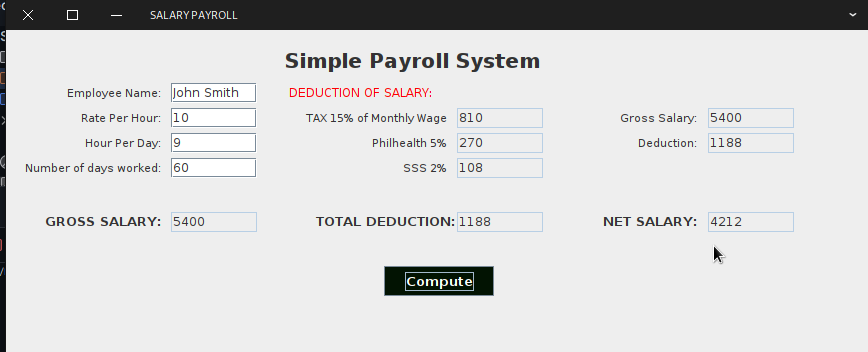 SALARY PAYROLL
Simple Payroll System
Employee Name: John Smith DEDUCTION OF SALARY:
Rate Per Hour: 10 TAX 15% of Monthly Wage 810 Gross Salary: 5400
Hour Per Day: 9 Philhealth 5% 270 Deduction: 1188
Number of days worked: 60 SSS 2% 108
GROSS SALARY: 5400 TOTAL DEDUCTION: 1188 NET SALARY: 4212
Compute